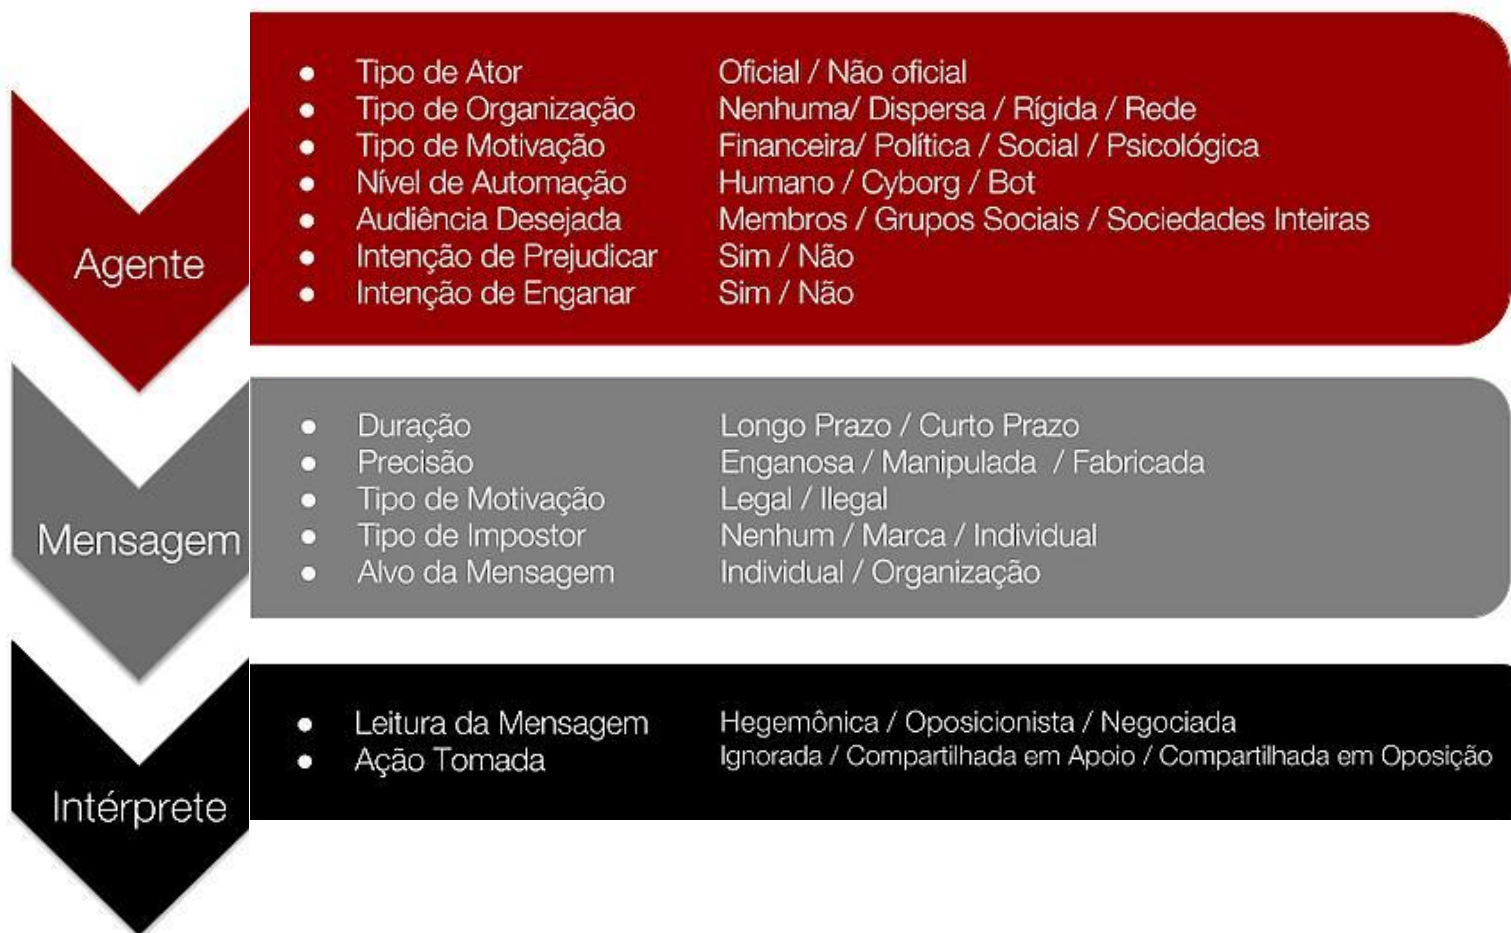 Agente
● Tipo de Ator Oficial / Não oficial
● Tipo de Organização Nenhuma/ Dispersa / Rígida / Rede
● Tipo de Motivação Financeira/ Política / Social / Psicológica
● Nível de Automação Humano / Cyborg / Bot
● Audiência Desejada Membros / Grupos Sociais / Sociedades Inteiras
● Intenção de Prejudicar Sim / Não
● Intenção de Enganar Sim / Não
Mensagem
● Duração Longo Prazo / Curto Prazo
● Precisão Enganosa / Manipulada / Fabricada
● Tipo de Motivação Legal / Ilegal
● Tipo de Impostor Nenhum / Marca / Individual
● Alvo da Mensagem Individual / Organização
Intérprete
● Leitura da Mensagem Hegemônica / Oposicionista / Negociada
● Ação Tomada Ignorada / Compartilhada em Apoio / Compartilhada em Oposição